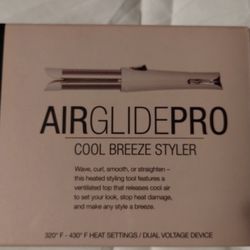 AIRGLIDEPRO
COOL BREEZE STYLER
Wave, curl, smooth, or straighten –
this heated styling tool features a
ventilated top that releases cool air
to set your look, stop heat damage,
and make any style a breeze.
320° F - 430° F HEAT SETTINGS / DUAL VOLTAGE DEVICE